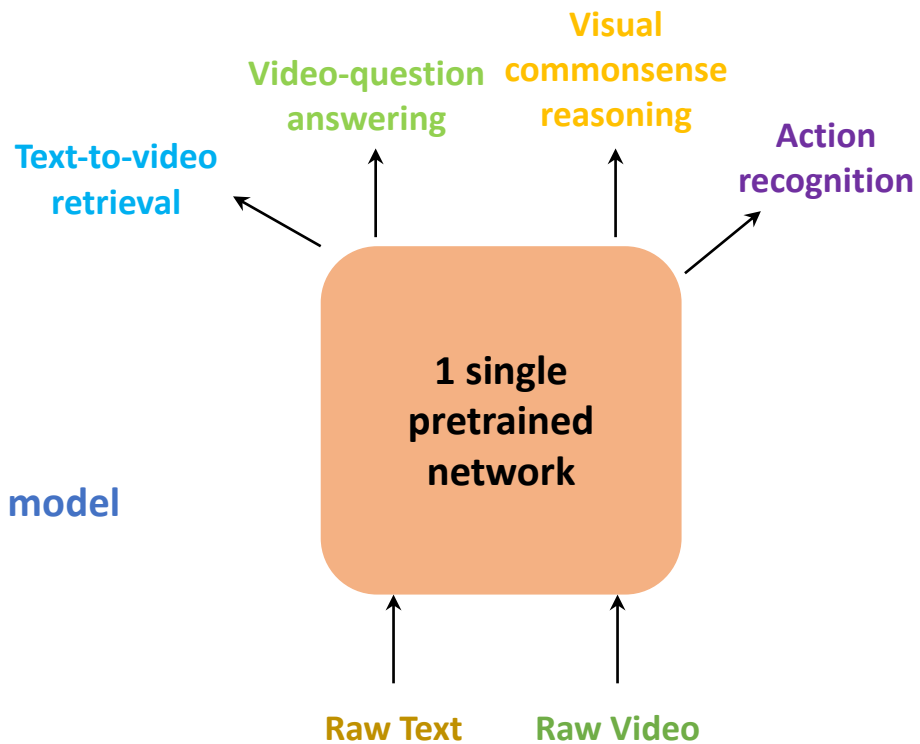 Visual
commonsense
reasoning
Video-question
answering
Action
recognition
Text-to-video
retrieval
1 single
pretrained
network
model
Raw Text
Raw Video